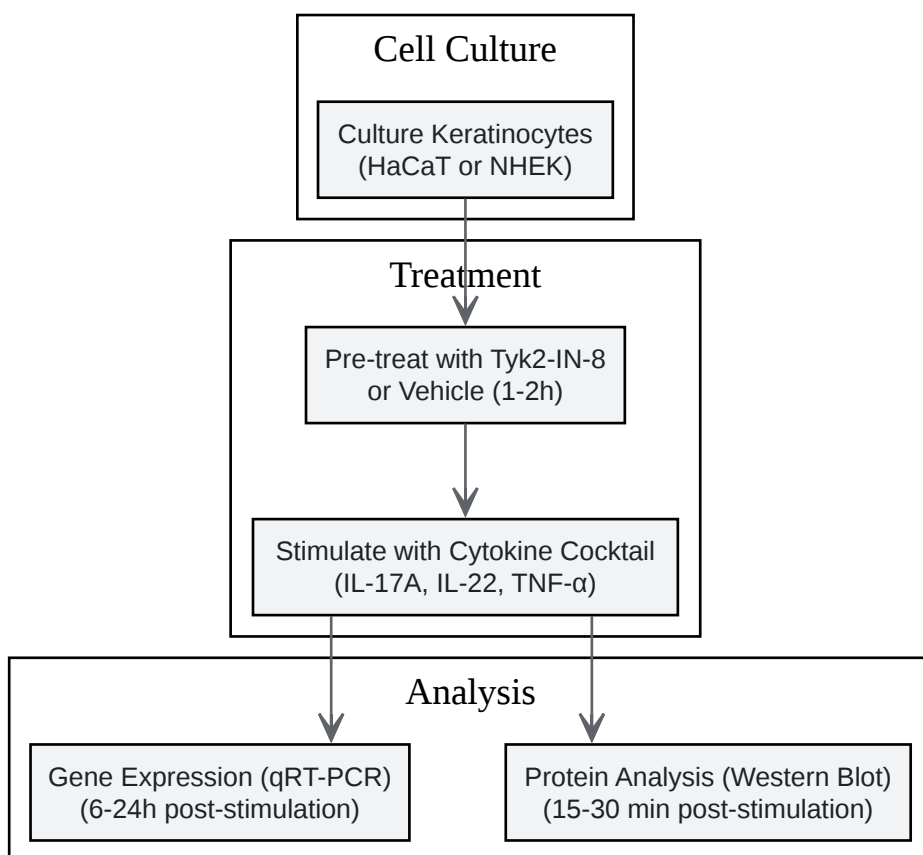 Cell Culture
Culture Keratinocytes
(HaCaT or NHEK)
Treatment
Pre-treat with Tyk2-IN-8
or Vehicle (1-2h)
Stimulate with Cytokine Cocktail
(IL-17A, IL-22, TNF-α)
Analysis
Gene Expression (qRT-PCR)
(6-24h post-stimulation)
Protein Analysis (Western Blot)
(15-30 min post-stimulation)